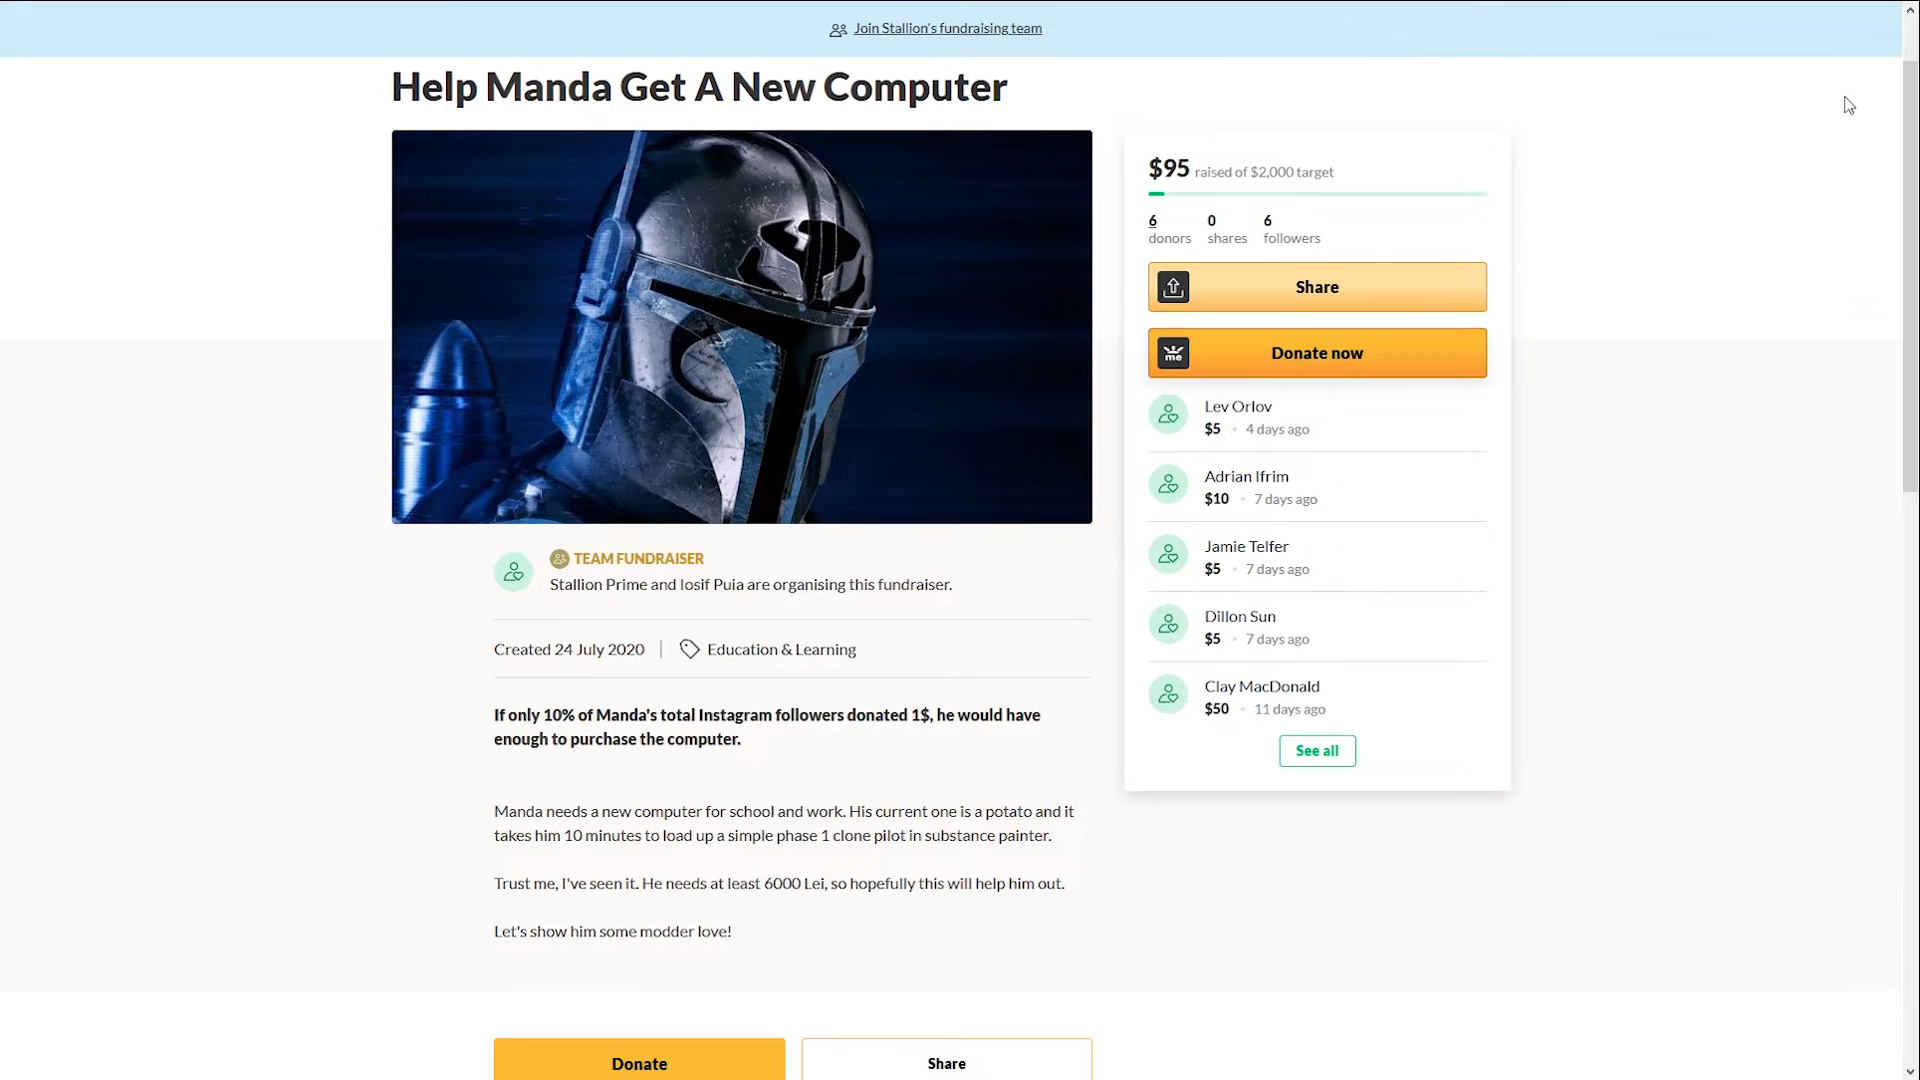 Join Stallion's fundraising team
Help Manda Get A New Computer
$95 raised of $2,000 target
6 0 6
donors shares followers
Share
me Donate now
Lev Orlov
$5 • 4 days ago
Adrian Ifrim
$10 • 7 days ago
Jamie Telfer
$5 • 7 days ago
Dillon Sun
$5 • 7 days ago
Clay MacDonald
$50 • 11 days ago
See all
TEAM FUNDRAISER
Stallion Prime and Iosif Puia are organising this fundraiser.
Created 24 July 2020 | Education & Learning
If only 10% of Manda's total Instagram followers donated 1$, he would have
enough to purchase the computer.
Manda needs a new computer for school and work. His current one is a potato and it
takes him 10 minutes to load up a simple phase 1 clone pilot in substance painter.
Trust me, I've seen it. He needs at least 6000 Lei, so hopefully this will help him out.
Let's show him some modder love!
Donate Share